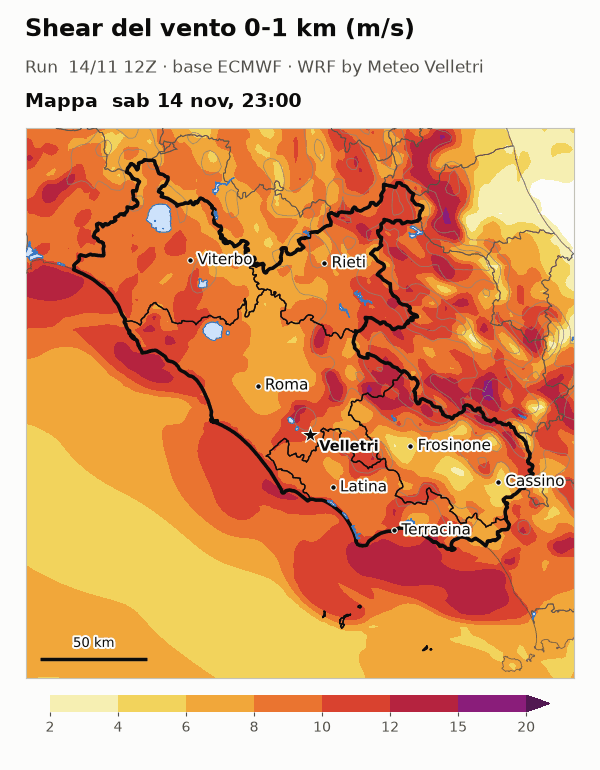 Shear del vento 0-1 km (m/s)
Run  14/11 12Z · base ECMWF · WRF by Meteo Velletri
Mappa  sab 14 nov, 23:00
Viterbo
Rieti
Roma
Velletri
Frosinone
Cassino
Latina
Terracina
50 km
2 4 6 8 10 12 15 20